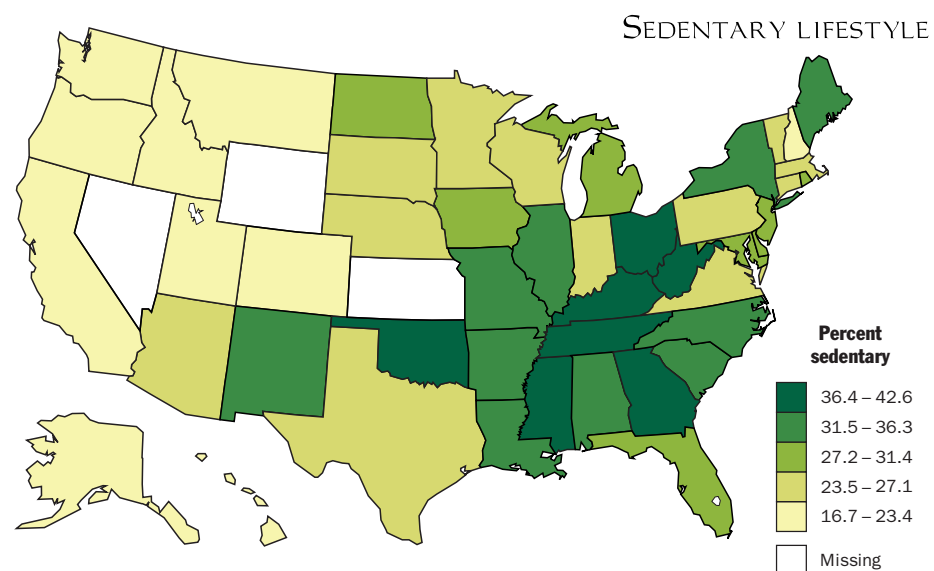 SEDENTARY LIFESTYLE
Percent
sedentary
36.4 – 42.6
31.5 – 36.3
27.2 – 31.4
23.5 – 27.1
16.7 – 23.4
Missing